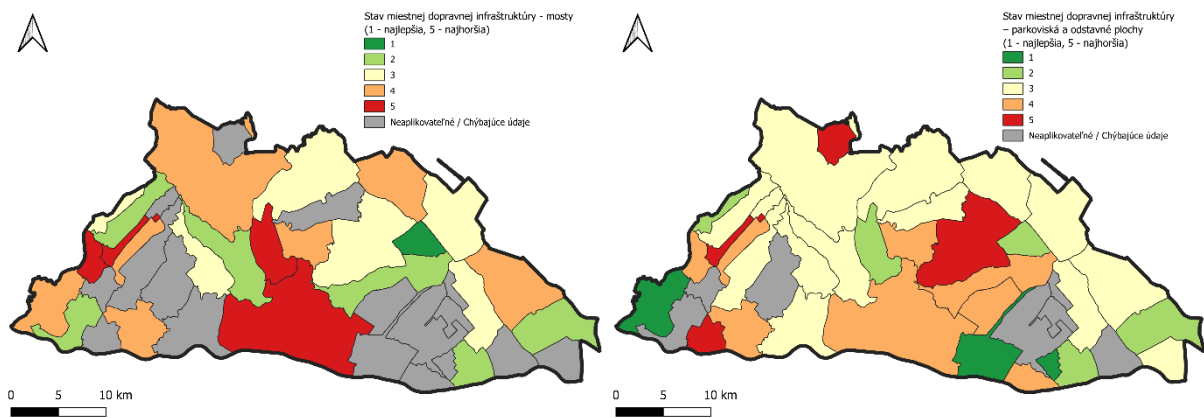 Stav miestnej dopravnej infraštruktúry - mosty
(1 - najlepšia, 5 - najhoršia)
1
2
3
4
5
Neaplikovateľné / Chýbajúce údaje
0 5 10 km
Stav miestnej dopravnej infraštruktúry
– parkoviská a odstavné plochy
(1 - najlepšia, 5 - najhoršia)
1
2
3
4
5
Neaplikovateľné / Chýbajúce údaje
0 5 10 km